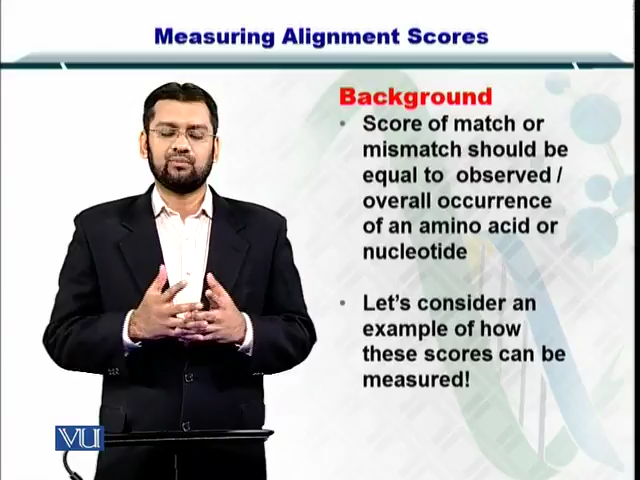 Measuring Alignment Scores
Background
• Score of match or
mismatch should be
equal to observed /
overall occurrence
of an amino acid or
nucleotide
• Let's consider an
example of how
these scores can be
measured!
VU